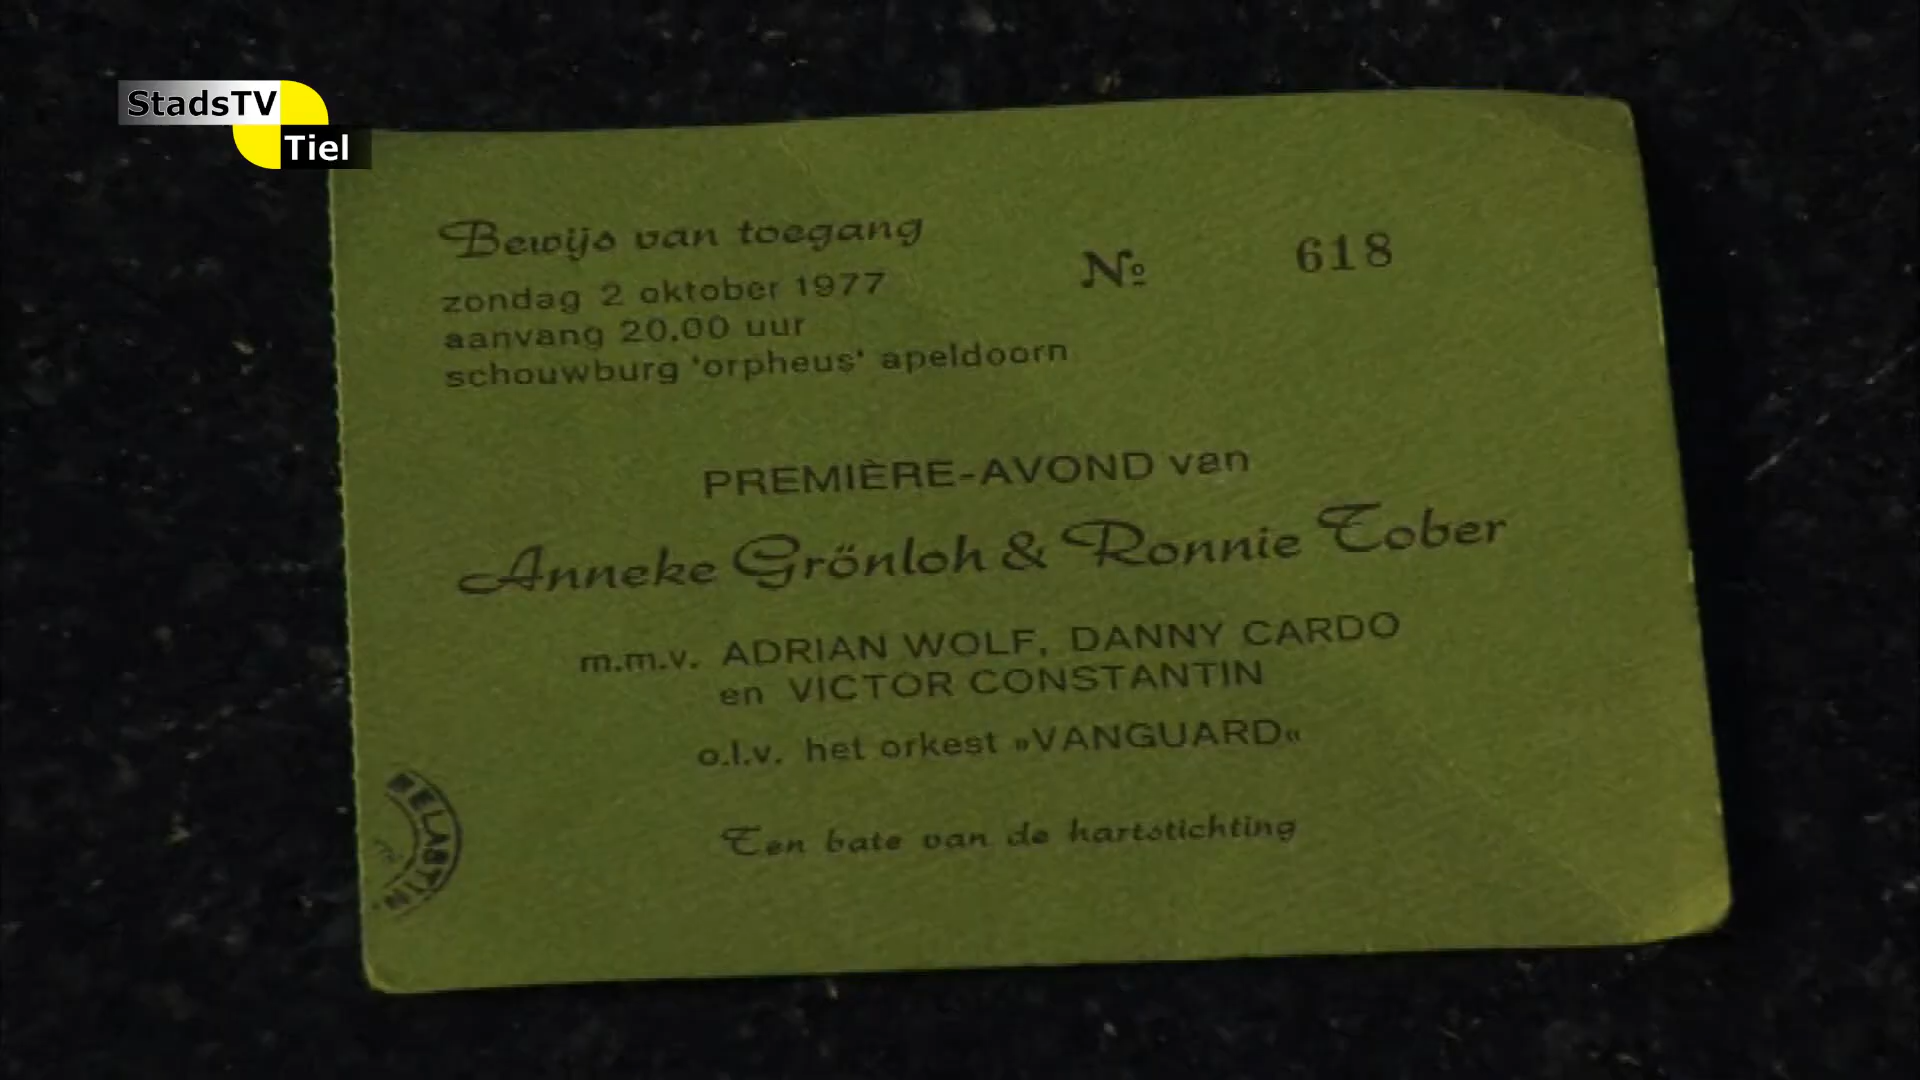 StadsTV
Tiel
Bewijs van toegang
zondag 2 oktober 1977
aanvang 20.00 uur
schouwburg 'orpheus' apeldoorn
№ 618
PREMIÈRE-AVOND van
Anneke Grönloh & Ronnie Tober
m.m.v. ADRIAN WOLF, DANNY CARDO
en VICTOR CONSTANTIN
o.l.v. het orkest »VANGUARD«
Ten bate van de hartstichting
BELASTIN